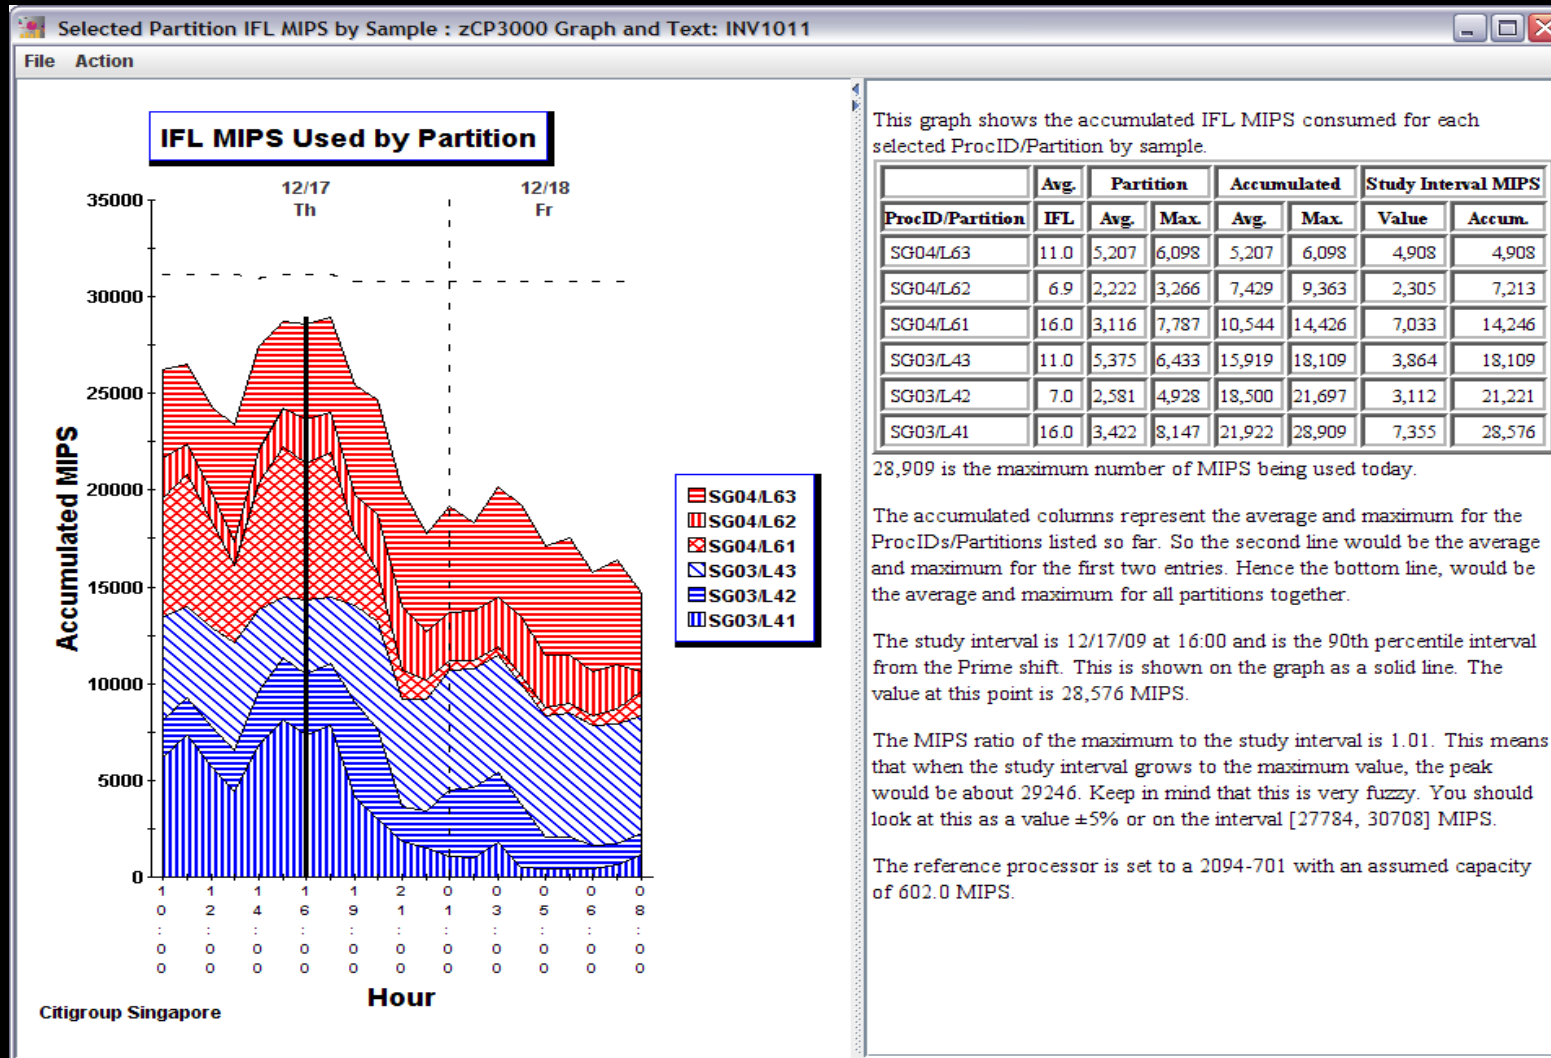 Selected Partition IFL MIPS by Sample : zCP3000 Graph and Text: INV1011
File Action
IFL MIPS Used by Partition
12/17 12/18
Th Fr
35000
30000
25000
20000
15000
10000
5000
0
Accumulated MIPS
10:00 12:00 14:00 16:00 19:00 21:00 01:00 03:00 05:00 06:00 08:00
Hour
Citigroup Singapore
SG04/L63
SG04/L62
SG04/L61
SG03/L43
SG03/L42
SG03/L41
This graph shows the accumulated IFL MIPS consumed for each
selected ProcID/Partition by sample.
Avg. Partition Accumulated Study Interval MIPS
ProcID/Partition IFL Avg. Max. Avg. Max. Value Accum.
SG04/L63 11.0 5,207 6,098 5,207 6,098 4,908 4,908
SG04/L62 6.9 2,222 3,266 7,429 9,363 2,305 7,213
SG04/L61 16.0 3,116 7,787 10,544 14,426 7,033 14,246
SG03/L43 11.0 5,375 6,433 15,919 18,109 3,864 18,109
SG03/L42 7.0 2,581 4,928 18,500 21,697 3,112 21,221
SG03/L41 16.0 3,422 8,147 21,922 28,909 7,355 28,576
28,909 is the maximum number of MIPS being used today.
The accumulated columns represent the average and maximum for the
ProcIDs/Partitions listed so far. So the second line would be the average
and maximum for the first two entries. Hence the bottom line, would be
the average and maximum for all partitions together.
The study interval is 12/17/09 at 16:00 and is the 90th percentile interval
from the Prime shift. This is shown on the graph as a solid line. The
value at this point is 28,576 MIPS.
The MIPS ratio of the maximum to the study interval is 1.01. This means
that when the study interval grows to the maximum value, the peak
would be about 29246. Keep in mind that this is very fuzzy. You should
look at this as a value ±5% or on the interval [27784, 30708] MIPS.
The reference processor is set to a 2094-701 with an assumed capacity
of 602.0 MIPS.